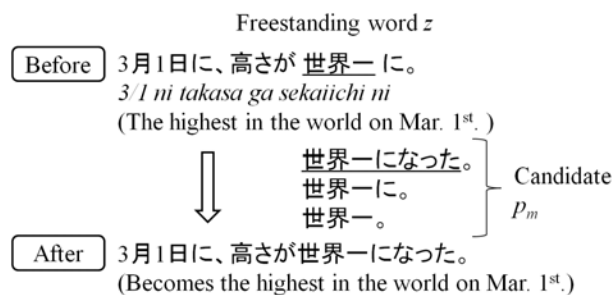 Freestanding word z
Before 3月1日に、高さが 世界一 に。
3/1 ni takasa ga sekaiichi ni
(The highest in the world on Mar. 1st. )
世界一になった。
世界一に。
世界一。
Candidate
pm
After 3月1日に、高さが世界一になった。
(Becomes the highest in the world on Mar. 1st.)